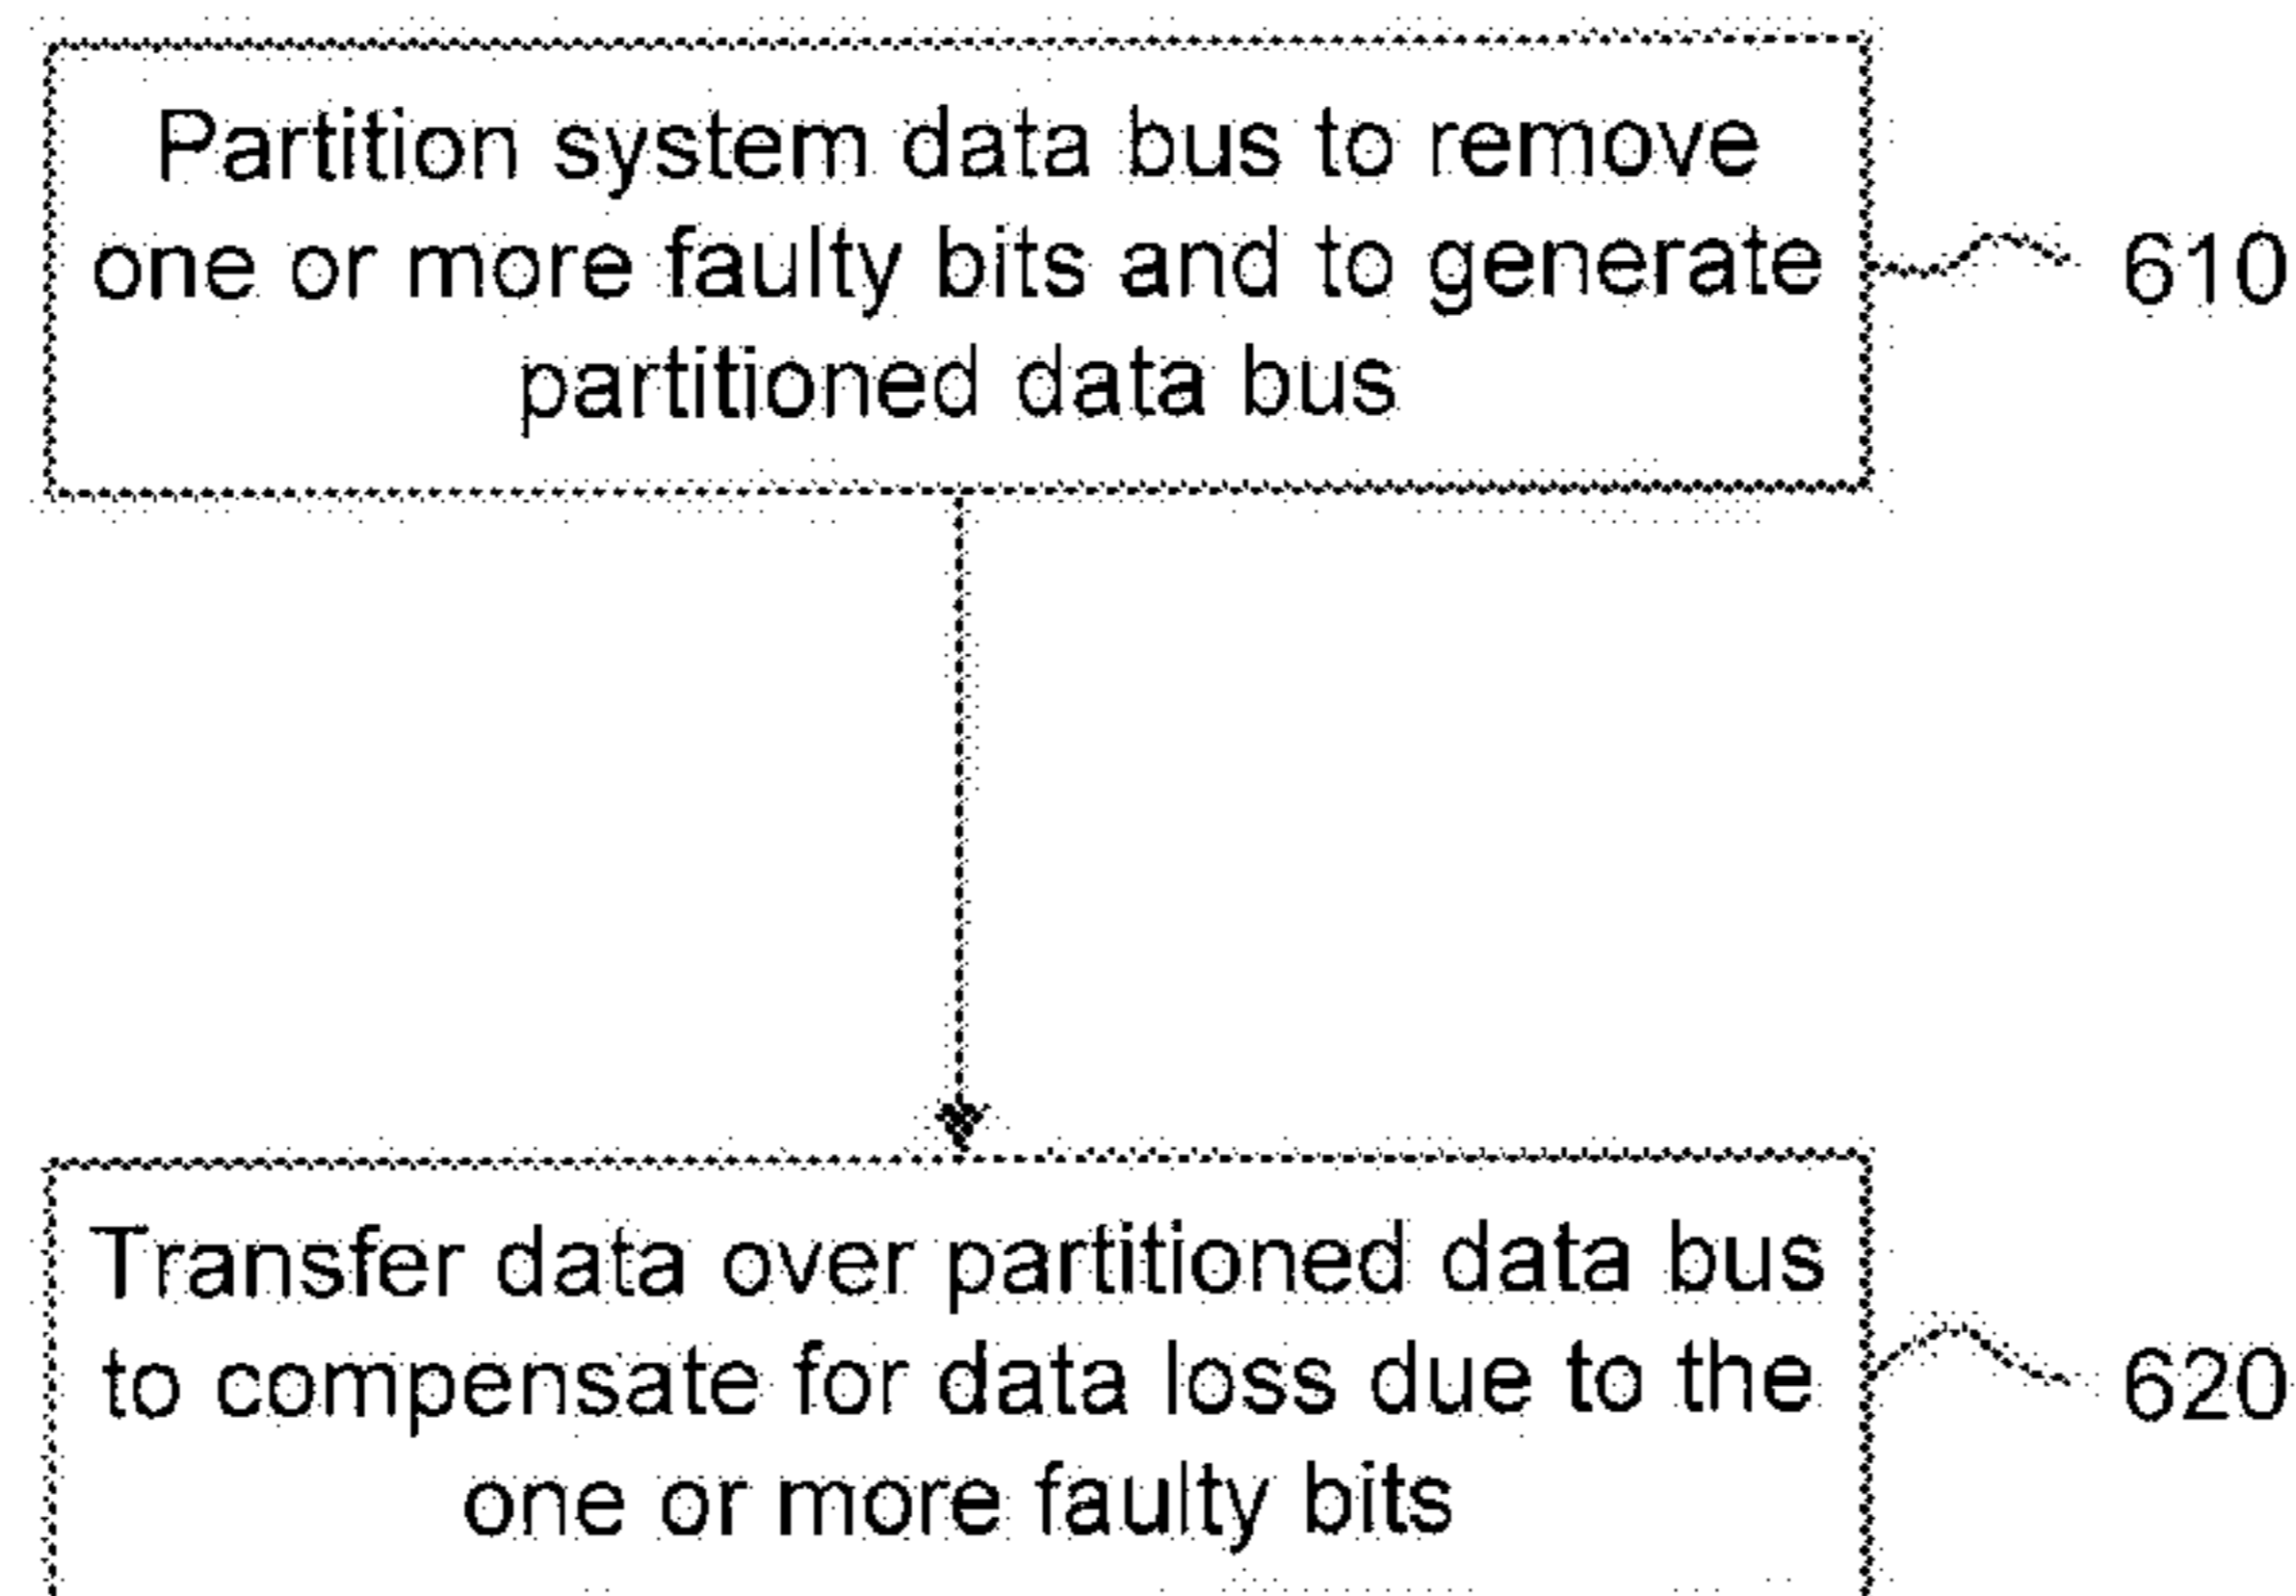 Partition system data bus to remove
one or more faulty bits and to generate
partitioned data bus
610
Transfer data over partitioned data bus
to compensate for data loss due to the
one or more faulty bits
620